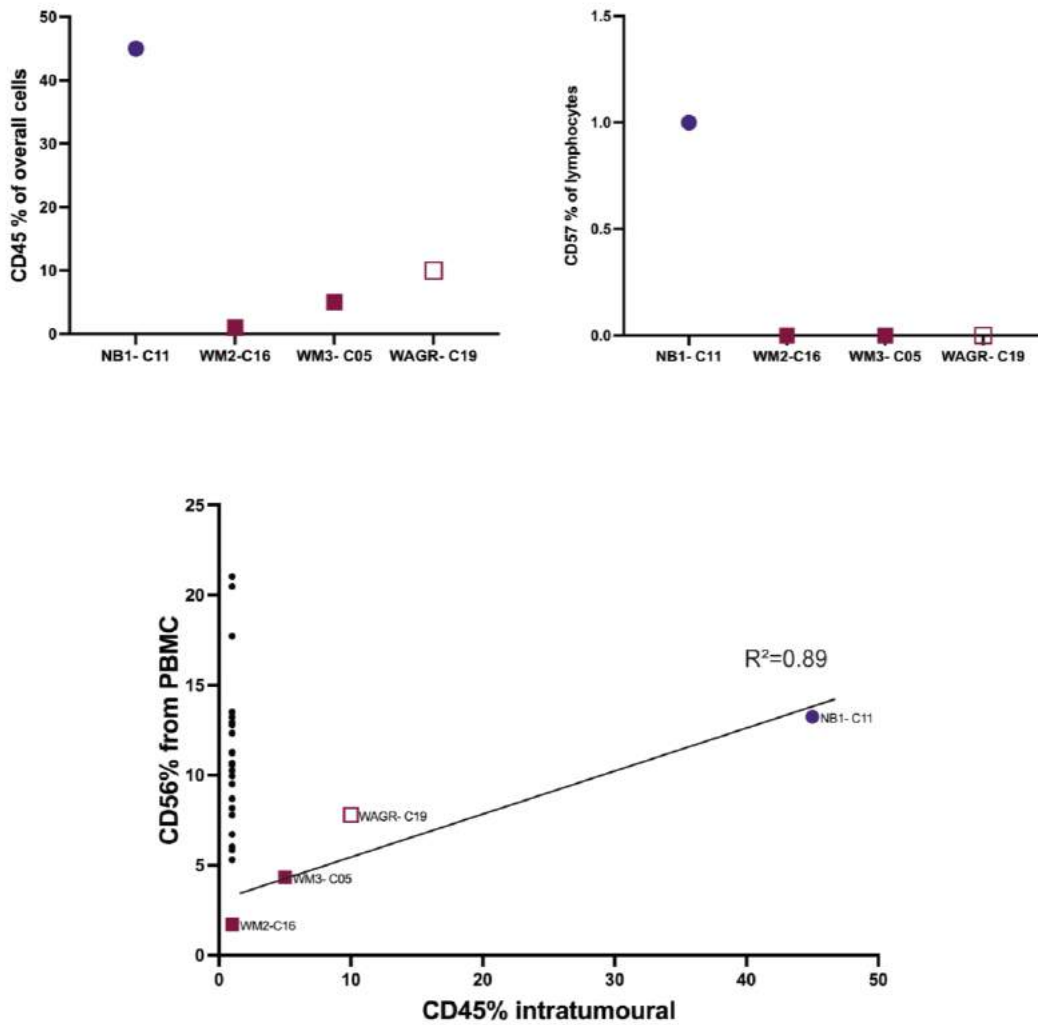 CD45 % of overall cells
50
40
30
20
10
0
NB1- C11 WM2-C16 WM3- C05 WAGR- C19
CD57 % of lymphocytes
1.5
1.0
0.5
0.0
NB1- C11 WM2-C16 WM3- C05 WAGR- C19
CD56% from PBMC
25
20
15
10
5
0
R²=0.89
NB1- C11
WAGR- C19
WM3- C05
WM2-C16
0 10 20 30 40 50
CD45% intratumoural